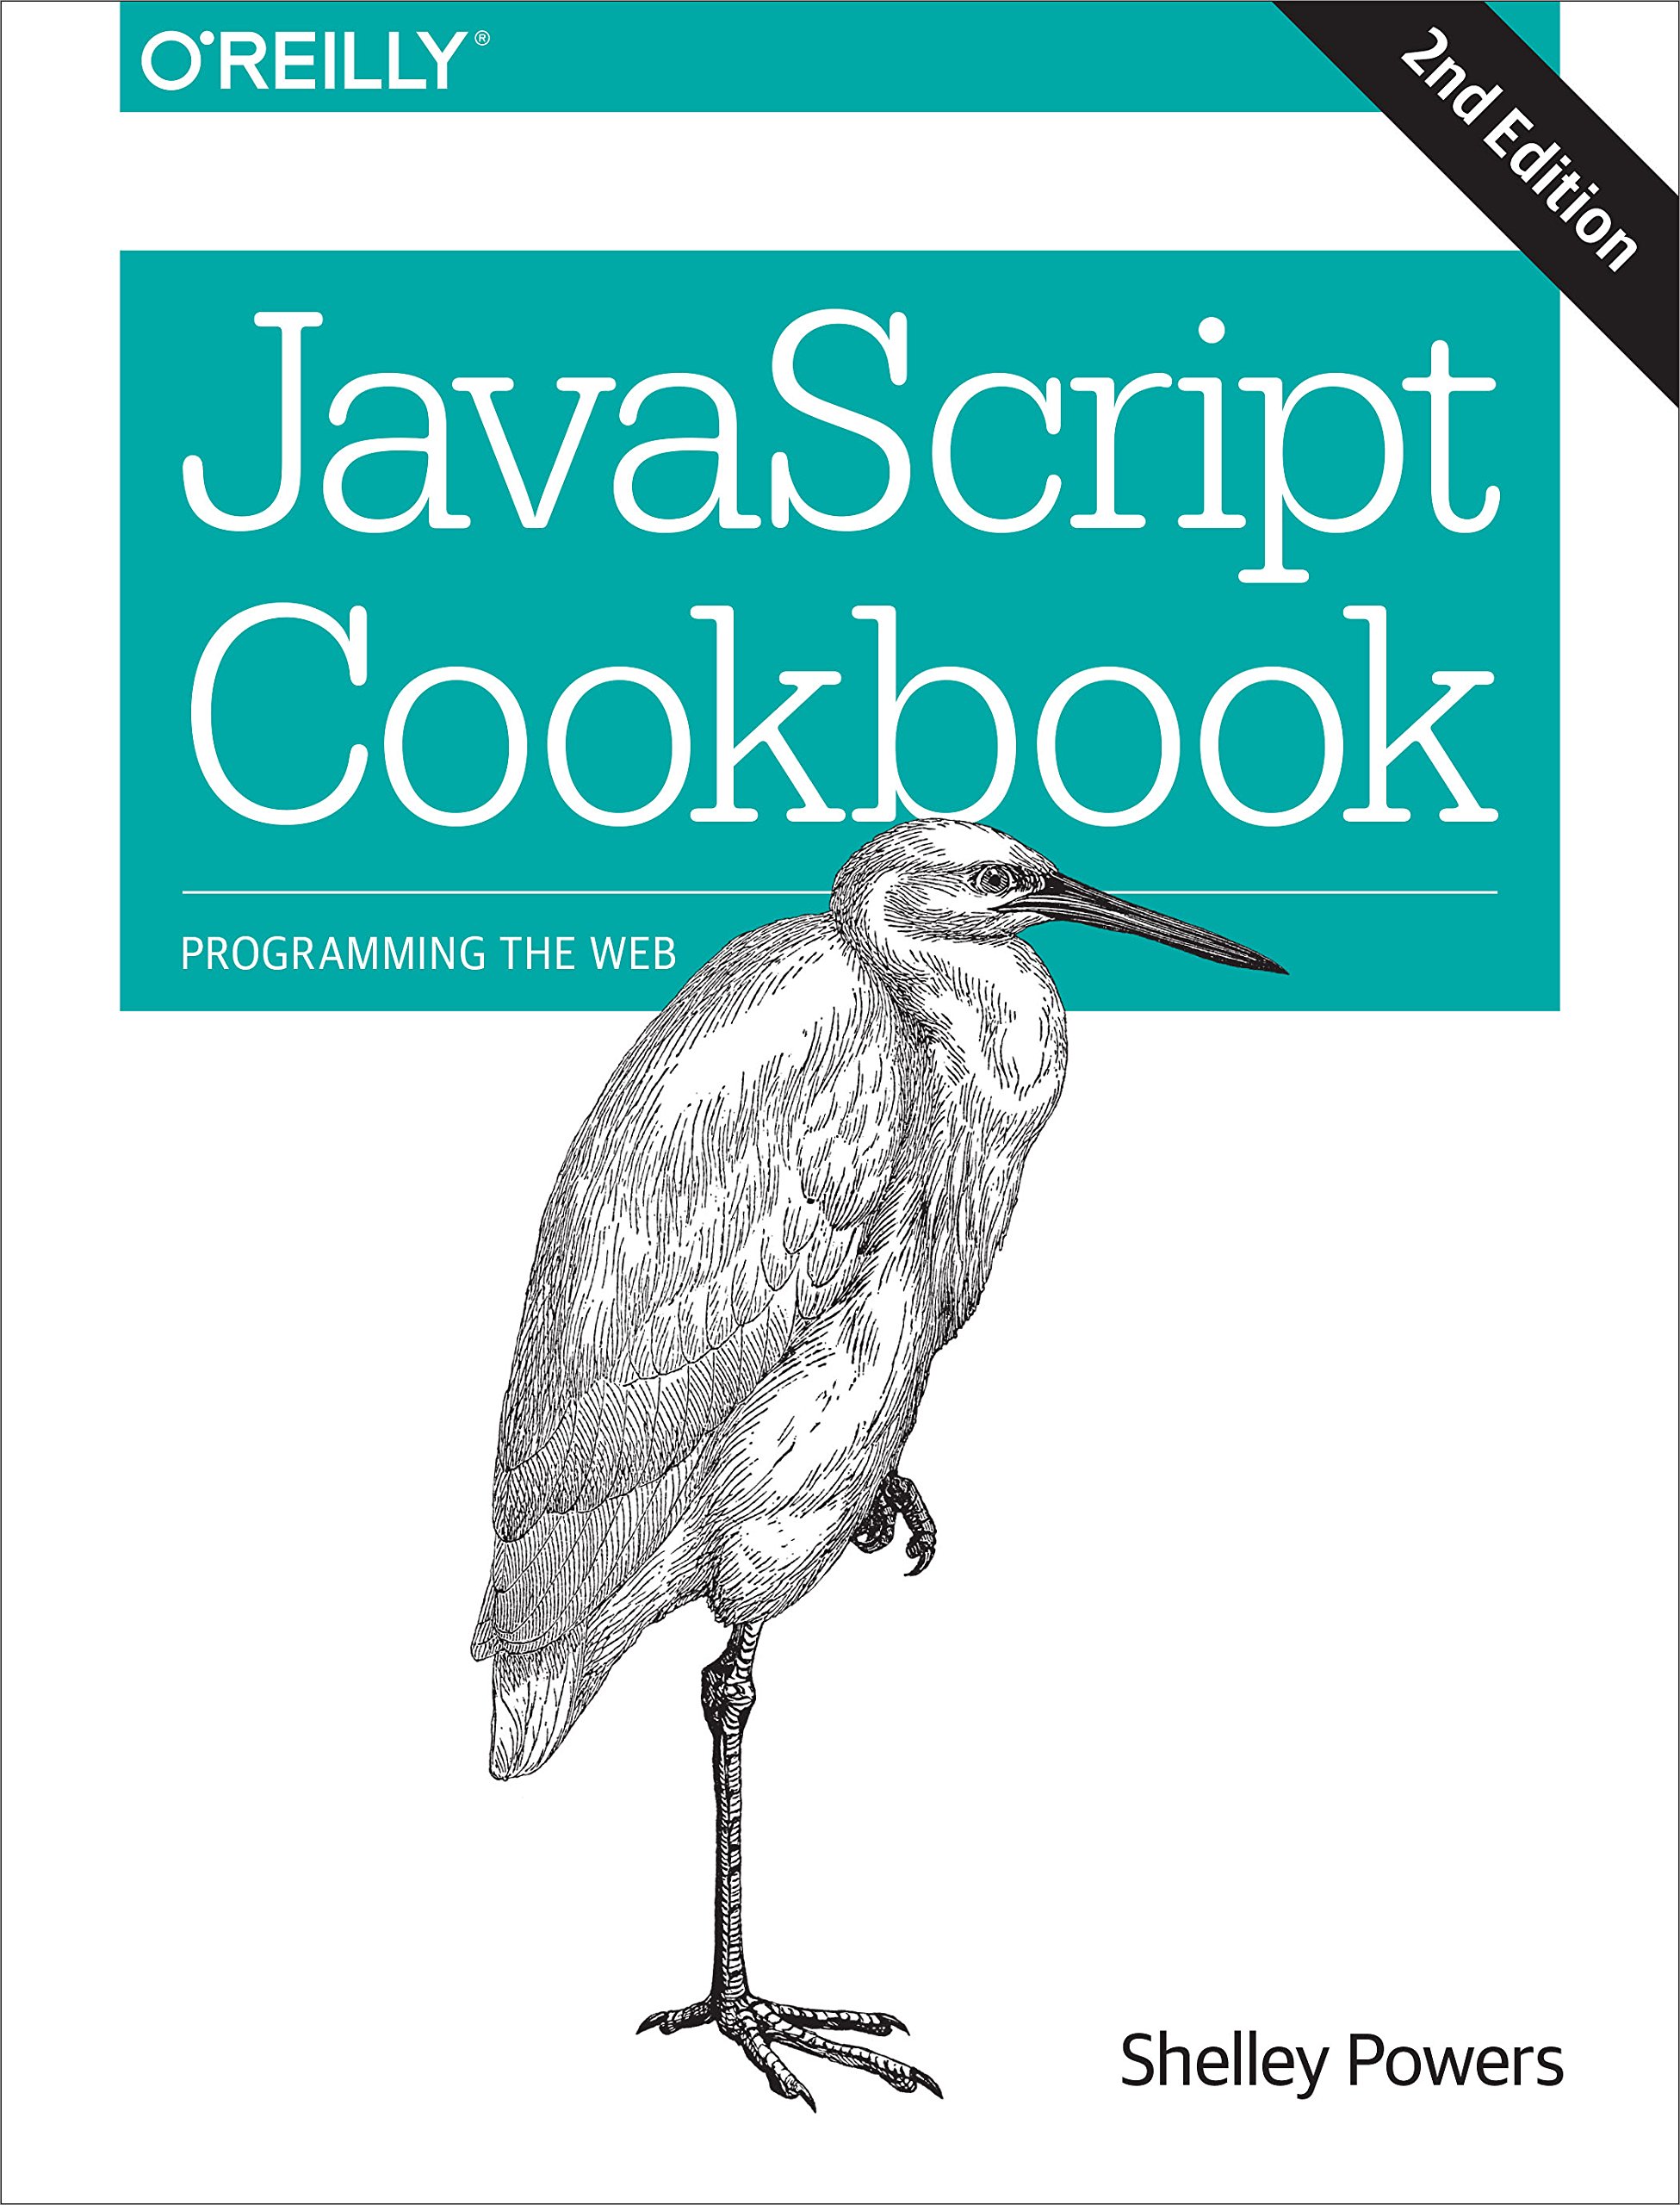 O'REILLY®
2nd Edition
JavaScript
Cookbook
PROGRAMMING THE WEB
Shelley Powers